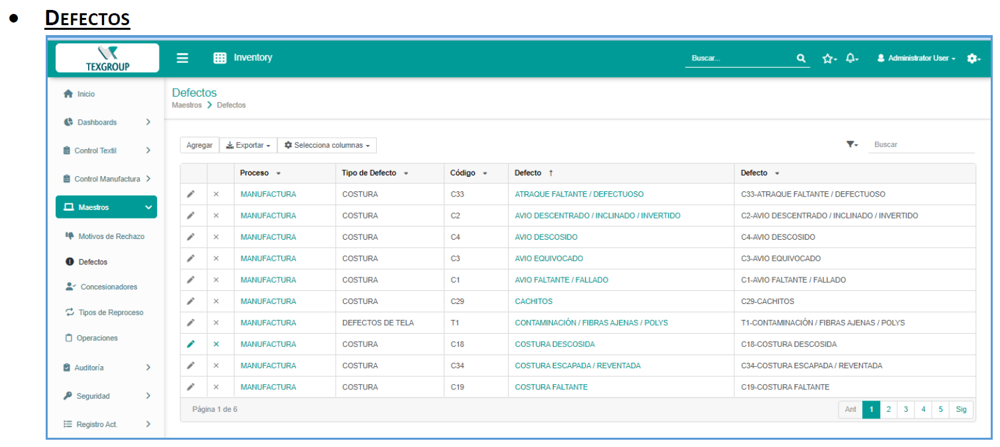 • DEFECTOS
TEXGROUP
Inventory
Buscar...
Administrator User
Inicio
Dashboards
Control Textil
Control Manufactura
Maestros
Motivos de Rechazo
Defectos
Concesionadores
Tipos de Reproceso
Operaciones
Auditoría
Seguridad
Registro Act.
Defectos
Maestros > Defectos
Agregar Exportar Selecciona columnas Buscar
Proceso Tipo de Defecto Código Defecto ↑ Defecto
MANUFACTURA COSTURA C33 ATRAQUE FALTANTE / DEFECTUOSO C33-ATRAQUE FALTANTE / DEFECTUOSO
MANUFACTURA COSTURA C2 AVIO DESCENTRADO / INCLINADO / INVERTIDO C2-AVIO DESCENTRADO / INCLINADO / INVERTIDO
MANUFACTURA COSTURA C4 AVIO DESCOSIDO C4-AVIO DESCOSIDO
MANUFACTURA COSTURA C3 AVIO EQUIVOCADO C3-AVIO EQUIVOCADO
MANUFACTURA COSTURA C1 AVIO FALTANTE / FALLADO C1-AVIO FALTANTE / FALLADO
MANUFACTURA COSTURA C29 CACHITOS C29-CACHITOS
MANUFACTURA DEFECTOS DE TELA T1 CONTAMINACIÓN / FIBRAS AJENAS / POLYS T1-CONTAMINACIÓN / FIBRAS AJENAS / POLYS
MANUFACTURA COSTURA C18 COSTURA DESCOSIDA C18-COSTURA DESCOSIDA
MANUFACTURA COSTURA C34 COSTURA ESCAPADA / REVENTADA C34-COSTURA ESCAPADA / REVENTADA
MANUFACTURA COSTURA C19 COSTURA FALTANTE C19-COSTURA FALTANTE
Página 1 de 6 Ant 1 2 3 4 5 Sig